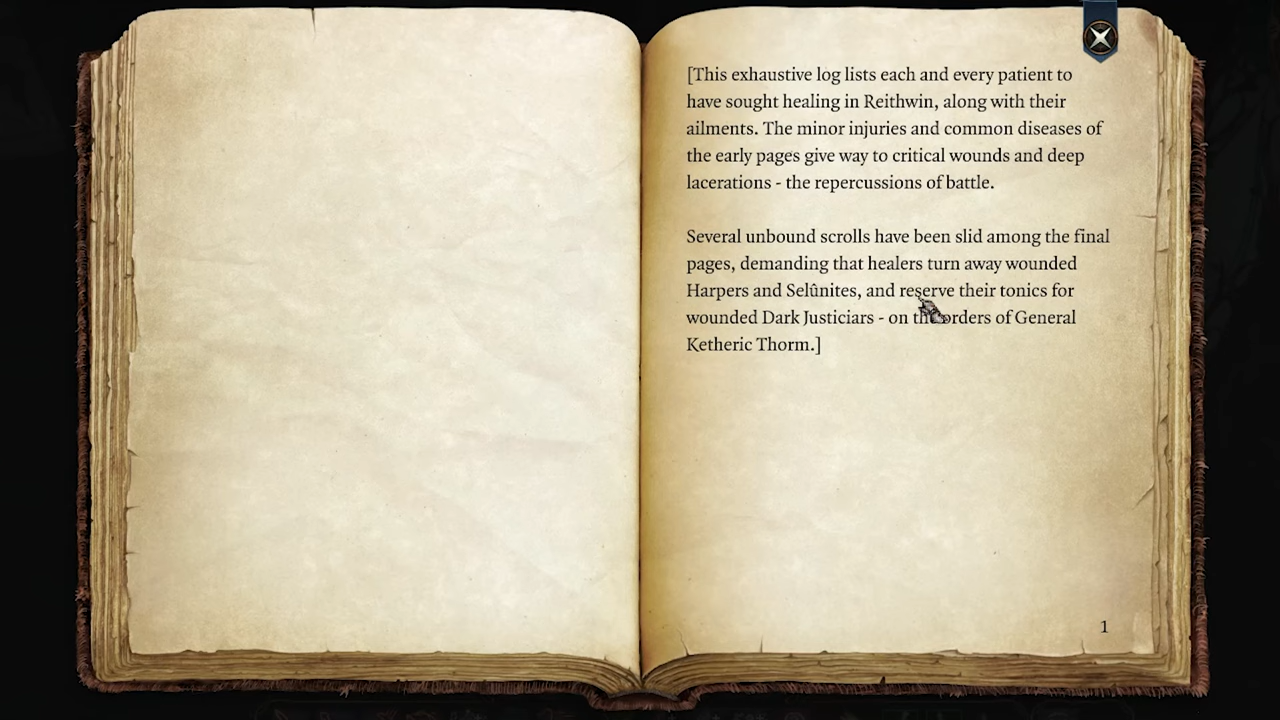 [This exhaustive log lists each and every patient to
have sought healing in Reithwin, along with their
ailments. The minor injuries and common diseases of
the early pages give way to critical wounds and deep
lacerations - the repercussions of battle.
Several unbound scrolls have been slid among the final
pages, demanding that healers turn away wounded
Harpers and Selûnites, and reserve their tonics for
wounded Dark Justiciars - on the orders of General
Ketheric Thorm.]
1